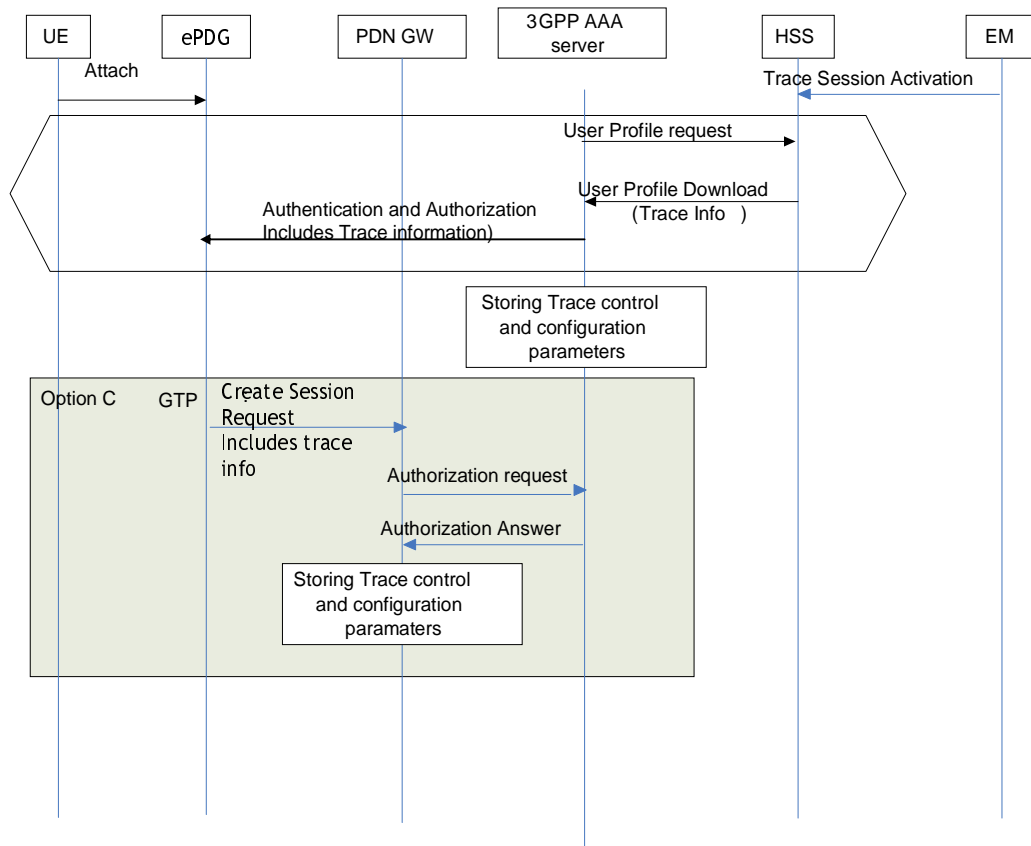 UE
ePDG
PDN GW
3GPP AAA
server
HSS
EM
Attach
Trace Session Activation
User Profile request
User Profile Download
(Trace Info )
Authentication and Authorization
Includes Trace information)
Storing Trace control
and configuration
parameters
Option C
GTP
Create Session
Request
Includes trace
info
Authorization request
Authorization Answer
Storing Trace control
and configuration
paramaters